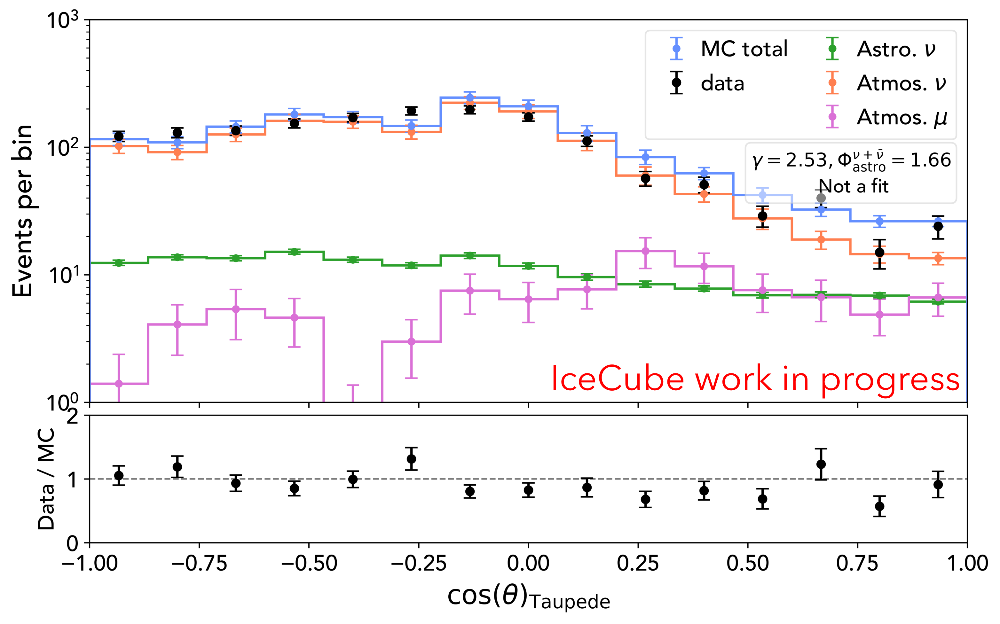 10³
MC total
Astro. ν
data
Atmos. ν
Atmos. μ
γ = 2.53, Φ^{ν + ν̄}_{astro} = 1.66
Not a fit
10²
Events per bin
10¹
IceCube work in progress
10⁰
2
1
0
Data / MC
−1.00 −0.75 −0.50 −0.25 0.00 0.25 0.50 0.75 1.00
cos(θ)_{Taupede}